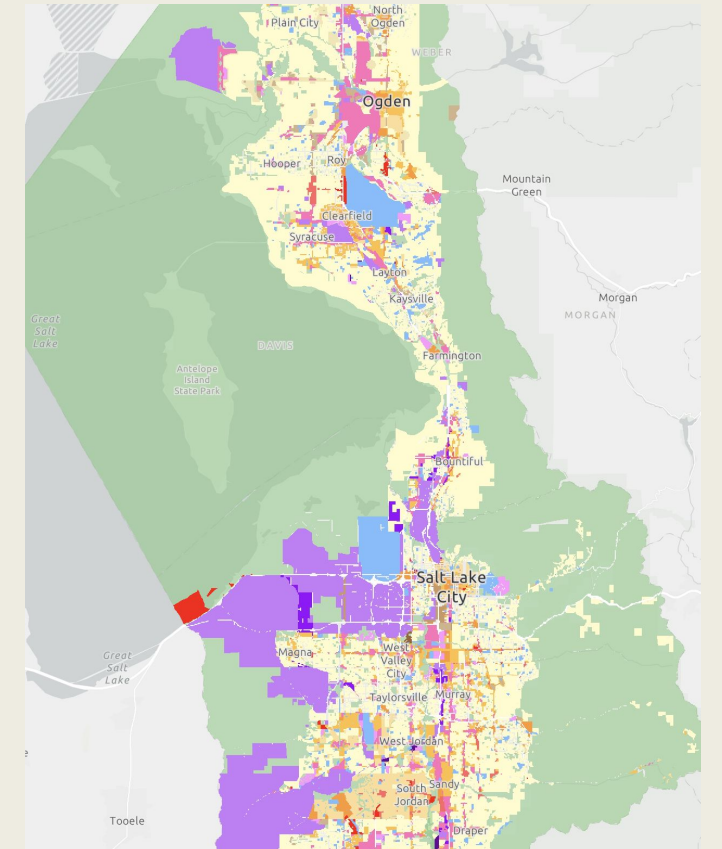 Plain City
North
Ogden
WEBER
Ogden
Hooper
Roy
Mountain
Green
Clearfield
Syracuse
Layton
Kaysville
Morgan
MORGAN
Great
Salt
Lake
DAVIS
Farmington
Antelope
Island
State Park
Bountiful
Salt Lake
City
Great
Salt
Lake
Magna
West
Valley
City
Taylorsville
Murray
West Jordan
South
Jordan
Sandy
Tooele
Draper